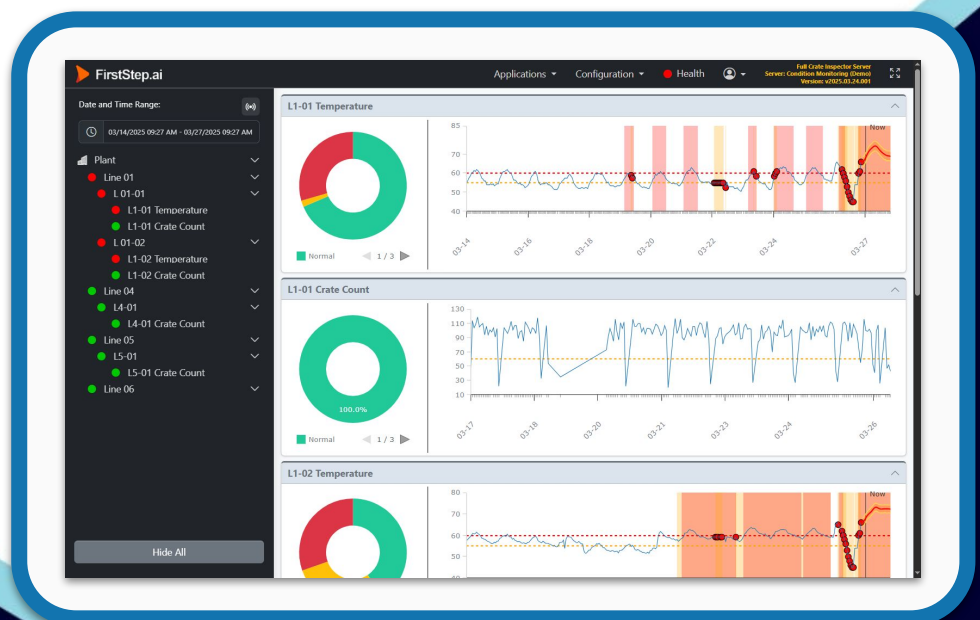 FirstStep.ai
Applications
Configuration
Health
Full Crate Inspector Server
Server: Condition Monitoring (Demo)
Version: v2025.03.24.001
Date and Time Range:
03/14/2025 09:27 AM - 03/27/2025 09:27 AM
Plant
Line 01
L 01-01
L1-01 Temperature
L1-01 Crate Count
L 01-02
L1-02 Temperature
L1-02 Crate Count
Line 04
L4-01
L4-01 Crate Count
Line 05
L5-01
L5-01 Crate Count
Line 06
Hide All
L1-01 Temperature
Normal
1 / 3
85
70
60
50
40
Now
03-14
03-16
03-18
03-20
03-22
03-24
03-27
L1-01 Crate Count
100.0%
Normal
1 / 3
130
110
90
70
50
30
10
03-17
03-18
03-20
03-21
03-23
03-24
03-26
L1-02 Temperature
80
70
60
50
Now